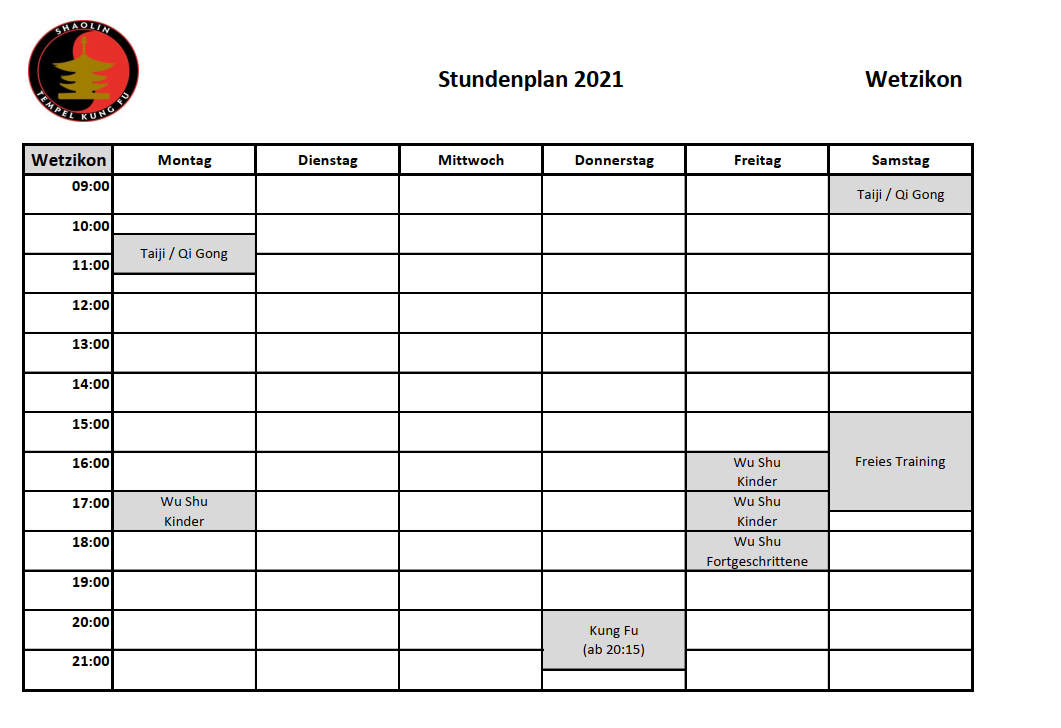 SHAOLIN
TEMPEL KUNG FU
Stundenplan 2021
Wetzikon
Wetzikon Montag Dienstag Mittwoch Donnerstag Freitag Samstag
09:00
Taiji / Qi Gong
10:00
Taiji / Qi Gong
11:00
12:00
13:00
14:00
15:00
16:00
Wu Shu
Kinder
Freies Training
17:00
Wu Shu
Kinder
Wu Shu
Kinder
18:00
Wu Shu
Fortgeschrittene
19:00
20:00
Kung Fu
(ab 20:15)
21:00